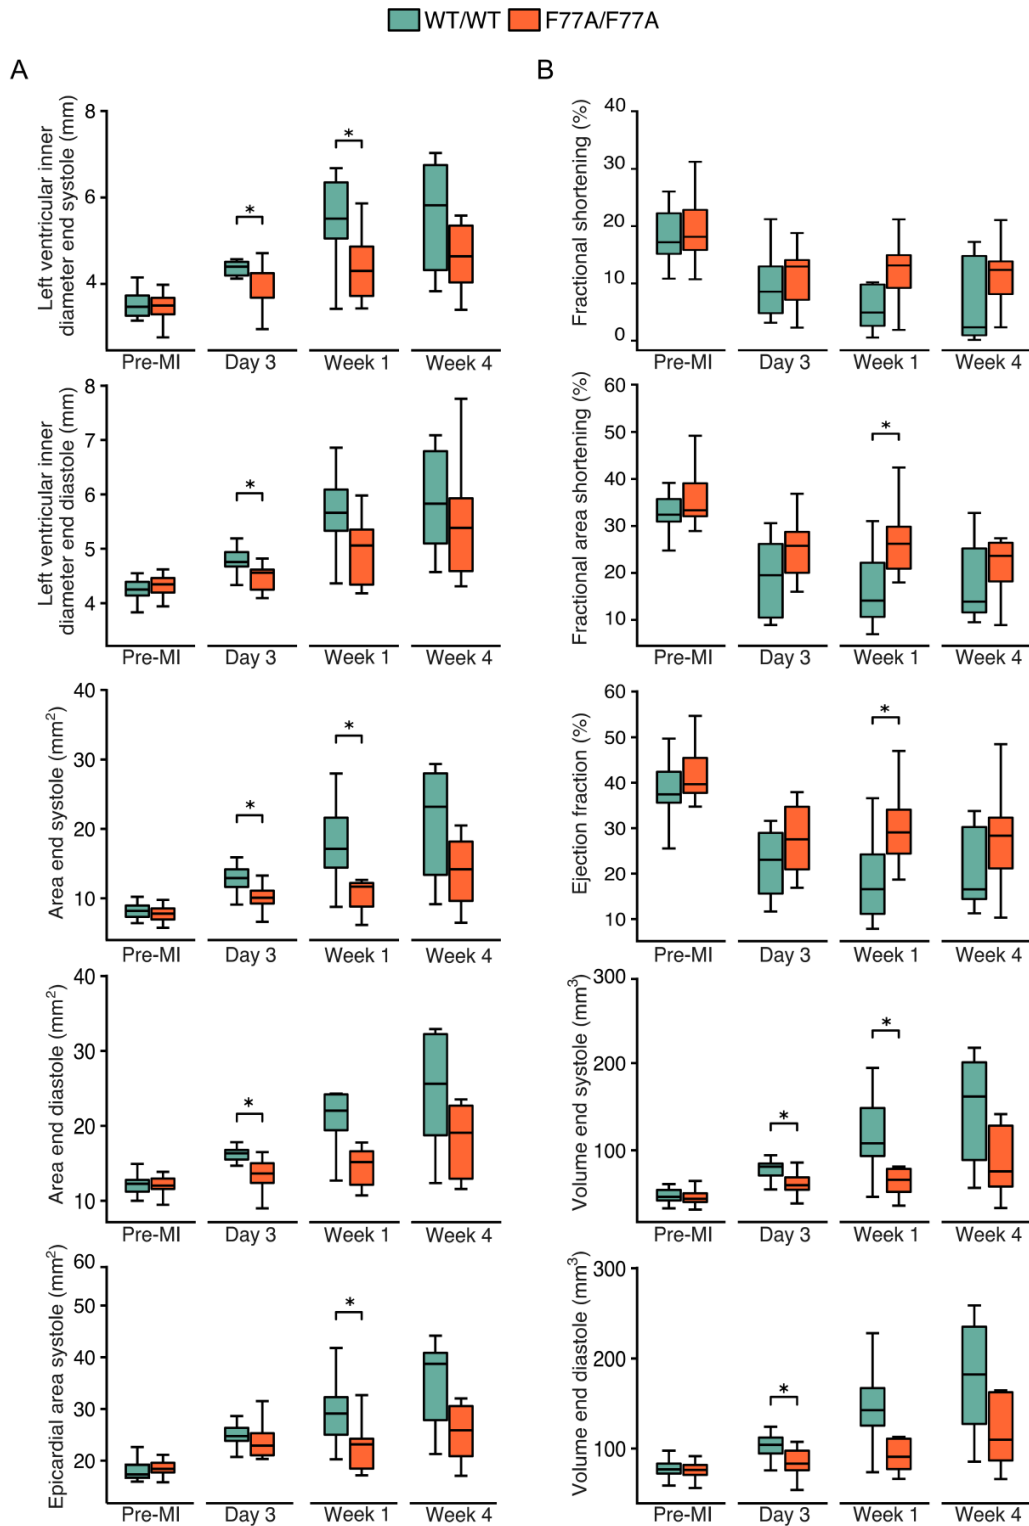 WT/WT F77A/F77A
A
Left ventricular inner
diameter end systole (mm)
8
6
4
*
*
Pre-MI Day 3 Week 1 Week 4
Left ventricular inner
diameter end diastole (mm)
8
7
6
5
4
*
Pre-MI Day 3 Week 1 Week 4
Area end systole (mm²)
40
30
20
10
*
*
Pre-MI Day 3 Week 1 Week 4
Area end diastole (mm²)
40
30
20
10
*
Pre-MI Day 3 Week 1 Week 4
Epicardial area systole (mm²)
60
50
40
30
20
*
Pre-MI Day 3 Week 1 Week 4
B
Fractional shortening (%)
40
30
20
10
0
Pre-MI Day 3 Week 1 Week 4
Fractional area shortening (%)
60
50
40
30
20
10
*
Pre-MI Day 3 Week 1 Week 4
Ejection fraction (%)
60
50
40
30
20
10
*
Pre-MI Day 3 Week 1 Week 4
Volume end systole (mm³)
300
200
100
*
*
Pre-MI Day 3 Week 1 Week 4
Volume end diastole (mm³)
300
200
100
*
Pre-MI Day 3 Week 1 Week 4